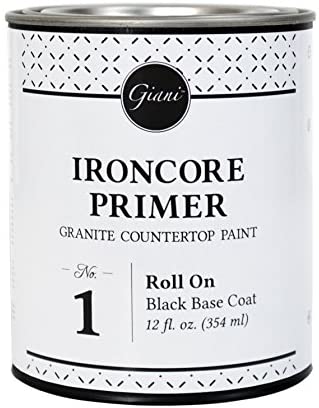 Giani
IRONCORE
PRIMER
GRANITE COUNTERTOP PAINT
No.
1
Roll On
Black Base Coat
12 fl. oz. (354 ml)